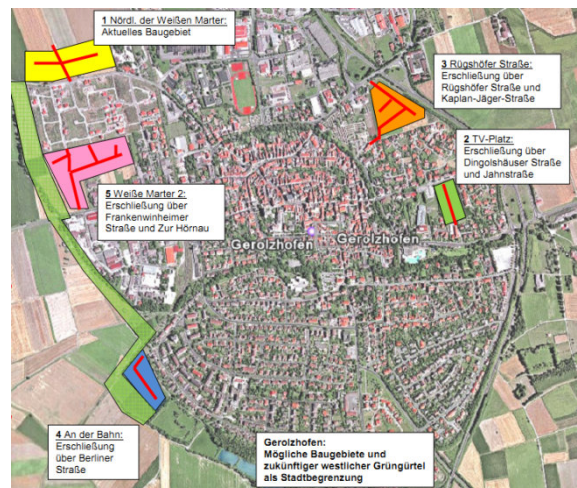 1 Nördl. der Weißen Marter:
Aktuelles Baugebiet
3 Rügshöfer Straße:
Erschließung über
Rügshöfer Straße und
Kaplan-Jäger-Straße
2 TV-Platz:
Erschließung über
Dingolshäuser Straße
und Jahnstraße
5 Weiße Marter 2:
Erschließung über
Frankenwinheimer
Straße und Zur Hörnau
Gerolzhofen
Gerolzhofen
4 An der Bahn:
Erschließung
über Berliner
Straße
Gerolzhofen:
Mögliche Baugebiete und
zukünftiger westlicher Grüngürtel
als Stadtbegrenzung